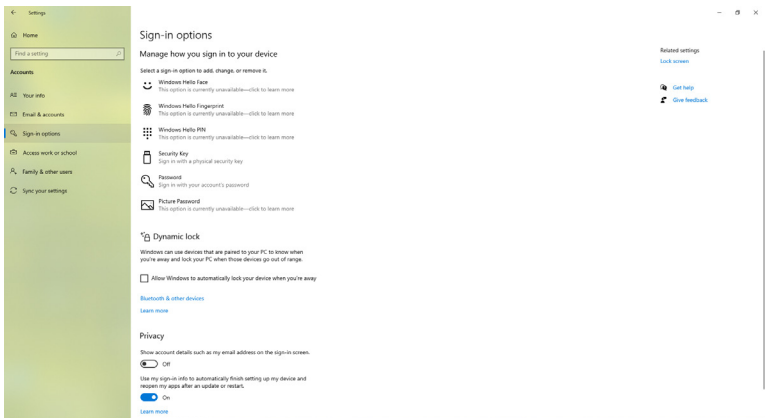 Settings
Home
Find a setting
Accounts
Your info
Email & accounts
Sign-in options
Access work or school
Family & other users
Sync your settings
Sign-in options
Manage how you sign in to your device
Select a sign-in option to add, change, or remove it.
Windows Hello Face
This option is currently unavailable—click to learn more
Windows Hello Fingerprint
This option is currently unavailable—click to learn more
Windows Hello PIN
This option is currently unavailable—click to learn more
Security Key
Sign in with a physical security key
Password
Sign in with your account's password
Picture Password
This option is currently unavailable—click to learn more
Dynamic lock
Windows can use devices that are paired to your PC to know when
you're away and lock your PC when those devices go out of range.
Allow Windows to automatically lock your device when you're away
Bluetooth & other devices
Learn more
Privacy
Show account details such as my email address on the sign-in screen.
Off
Use my sign-in info to automatically finish setting up my device and
reopen my apps after an update or restart.
On
Learn more
Related settings
Lock screen
Get help
Give feedback